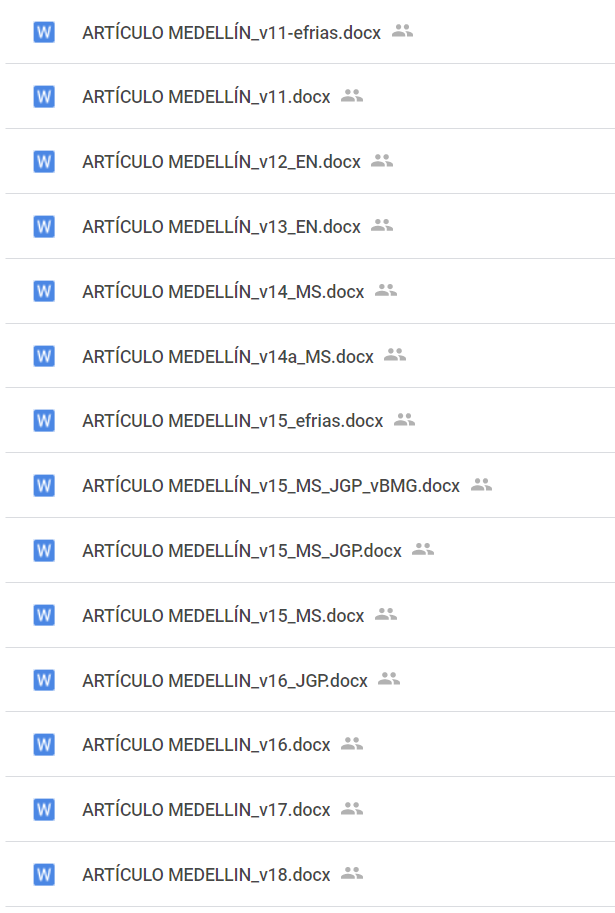 ARTÍCULO MEDELLÍN_v11-efrias.docx
ARTÍCULO MEDELLÍN_v11.docx
ARTÍCULO MEDELLÍN_v12_EN.docx
ARTÍCULO MEDELLÍN_v13_EN.docx
ARTÍCULO MEDELLÍN_v14_MS.docx
ARTÍCULO MEDELLÍN_v14a_MS.docx
ARTÍCULO MEDELLIN_v15_efrias.docx
ARTÍCULO MEDELLÍN_v15_MS_JGP_vBMG.docx
ARTÍCULO MEDELLÍN_v15_MS_JGP.docx
ARTÍCULO MEDELLÍN_v15_MS.docx
ARTÍCULO MEDELLIN_v16_JGP.docx
ARTÍCULO MEDELLIN_v16.docx
ARTÍCULO MEDELLIN_v17.docx
ARTÍCULO MEDELLIN_v18.docx